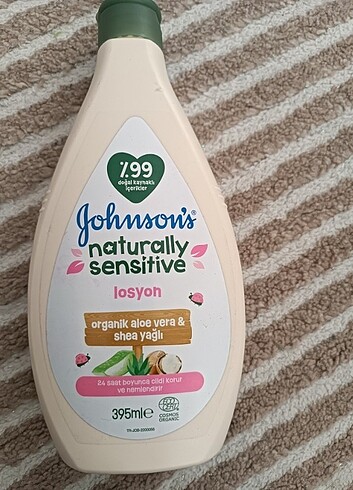 %99
doğal kaynaklı
içerikler
Johnson's®
naturally
sensitive
losyon
organik aloe vera &
shea yağlı
24 saat boyunca cildi korur
ve nemlendirir
395ml e
COSMOS
ORGANIC